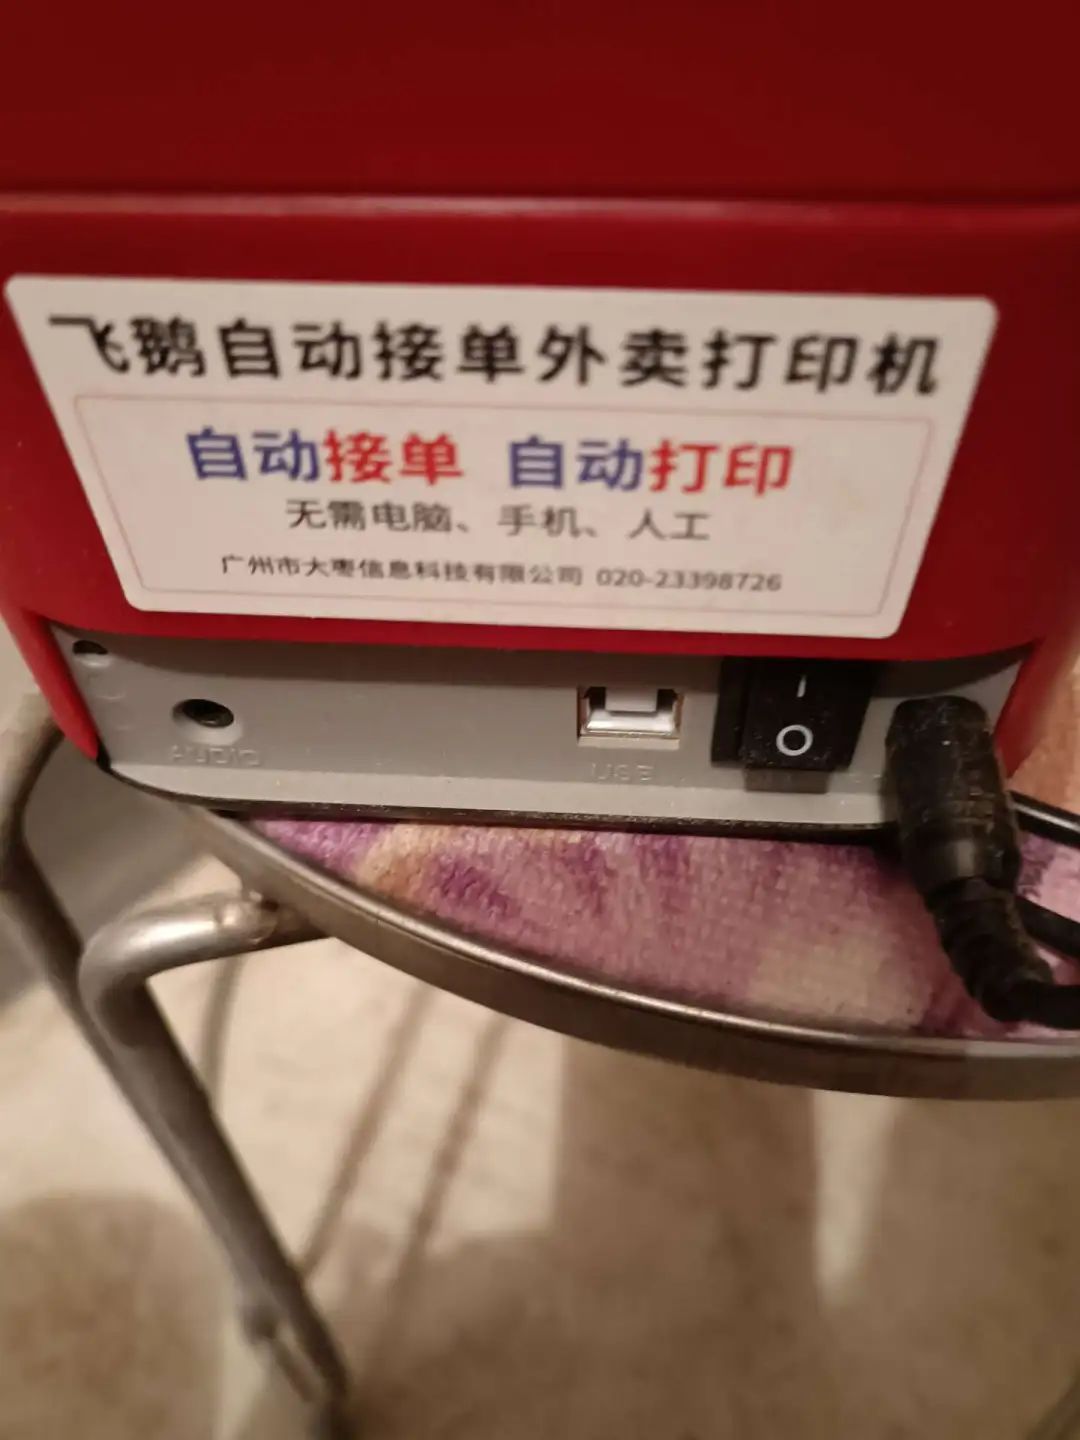 飞鹅自动接单外卖打印机
自动接单 自动打印
无需电脑、手机、人工
广州市大枣信息科技有限公司 020-23398726
AUDIO
USB